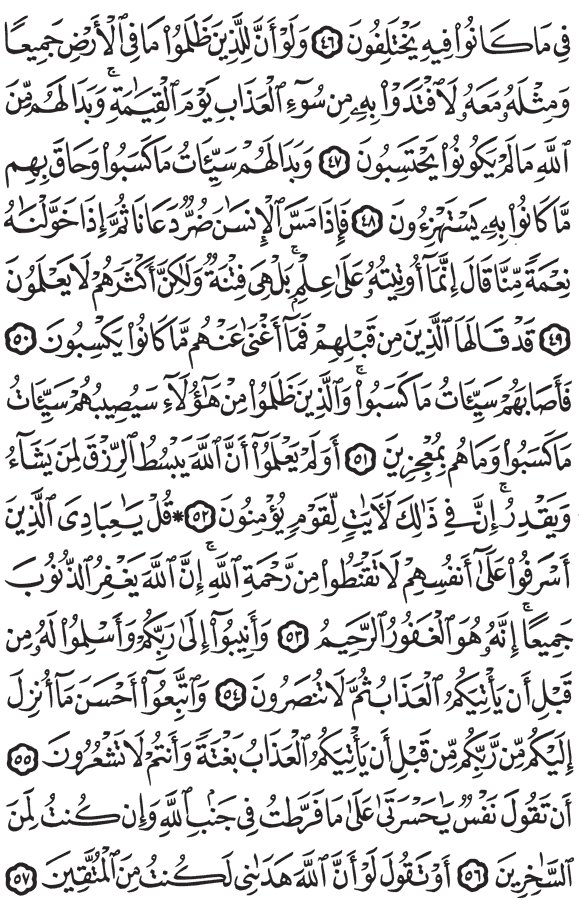 فِي مَا كَانُوا۟ فِيهِ يَخْتَلِفُونَ ٤٦ وَلَوْ أَنَّ لِلَّذِينَ ظَلَمُوا۟ مَا فِى ٱلْأَرْضِ جَمِيعًا
وَمِثْلَهُۥ مَعَهُۥ لَٱفْتَدَوْا۟ بِهِۦ مِن سُوٓءِ ٱلْعَذَابِ يَوْمَ ٱلْقِيَٰمَةِ ۚ وَبَدَا لَهُم مِّنَ
ٱللَّهِ مَا لَمْ يَكُونُوا۟ يَحْتَسِبُونَ ٤٧ وَبَدَا لَهُمْ سَيِّـَٔاتُ مَا كَسَبُوا۟ وَحَاقَ بِهِم
مَّا كَانُوا۟ بِهِۦ يَسْتَهْزِءُونَ ٤٨ فَإِذَا مَسَّ ٱلْإِنسَٰنَ ضُرٌّ دَعَانَا ثُمَّ إِذَا خَوَّلْنَٰهُ
نِعْمَةً مِّنَّا قَالَ إِنَّمَآ أُوتِيتُهُۥ عَلَىٰ عِلْمٍۭ ۚ بَلْ هِىَ فِتْنَةٌ وَلَٰكِنَّ أَكْثَرَهُمْ لَا يَعْلَمُونَ
٤٩ قَدْ قَالَهَا ٱلَّذِينَ مِن قَبْلِهِمْ فَمَآ أَغْنَىٰ عَنْهُم مَّا كَانُوا۟ يَكْسِبُونَ ٥٠
فَأَصَابَهُمْ سَيِّـَٔاتُ مَا كَسَبُوا۟ ۚ وَٱلَّذِينَ ظَلَمُوا۟ مِنْ هَٰٓؤُلَآءِ سَيُصِيبُهُمْ سَيِّـَٔاتُ
مَا كَسَبُوا۟ وَمَا هُم بِمُعْجِزِينَ ٥١ أَوَلَمْ يَعْلَمُوٓا۟ أَنَّ ٱللَّهَ يَبْسُطُ ٱلرِّزْقَ لِمَن يَشَآءُ
وَيَقْدِرُ ۚ إِنَّ فِى ذَٰلِكَ لَـَٔايَٰتٍ لِّقَوْمٍ يُؤْمِنُونَ ٥٢ * قُلْ يَٰعِبَادِىَ ٱلَّذِينَ
أَسْرَفُوا۟ عَلَىٰٓ أَنفُسِهِمْ لَا تَقْنَطُوا۟ مِن رَّحْمَةِ ٱللَّهِ ۚ إِنَّ ٱللَّهَ يَغْفِرُ ٱلذُّنُوبَ
جَمِيعًا ۚ إِنَّهُۥ هُوَ ٱلْغَفُورُ ٱلرَّحِيمُ ٥٣ وَأَنِيبُوٓا۟ إِلَىٰ رَبِّكُمْ وَأَسْلِمُوا۟ لَهُۥ مِن
قَبْلِ أَن يَأْتِيَكُمُ ٱلْعَذَابُ ثُمَّ لَا تُنصَرُونَ ٥٤ وَٱتَّبِعُوٓا۟ أَحْسَنَ مَآ أُنزِلَ
إِلَيْكُم مِّن رَّبِّكُم مِّن قَبْلِ أَن يَأْتِيَكُمُ ٱلْعَذَابُ بَغْتَةً وَأَنتُمْ لَا تَشْعُرُونَ ٥٥
أَن تَقُولَ نَفْسٌ يَٰحَسْرَتَىٰ عَلَىٰ مَا فَرَّطتُ فِى جَنۢبِ ٱللَّهِ وَإِن كُنتُ لَمِنَ
ٱلسَّٰخِرِينَ ٥٦ أَوْ تَقُولَ لَوْ أَنَّ ٱللَّهَ هَدَىٰنِى لَكُنتُ مِنَ ٱلْمُتَّقِينَ ٥٧